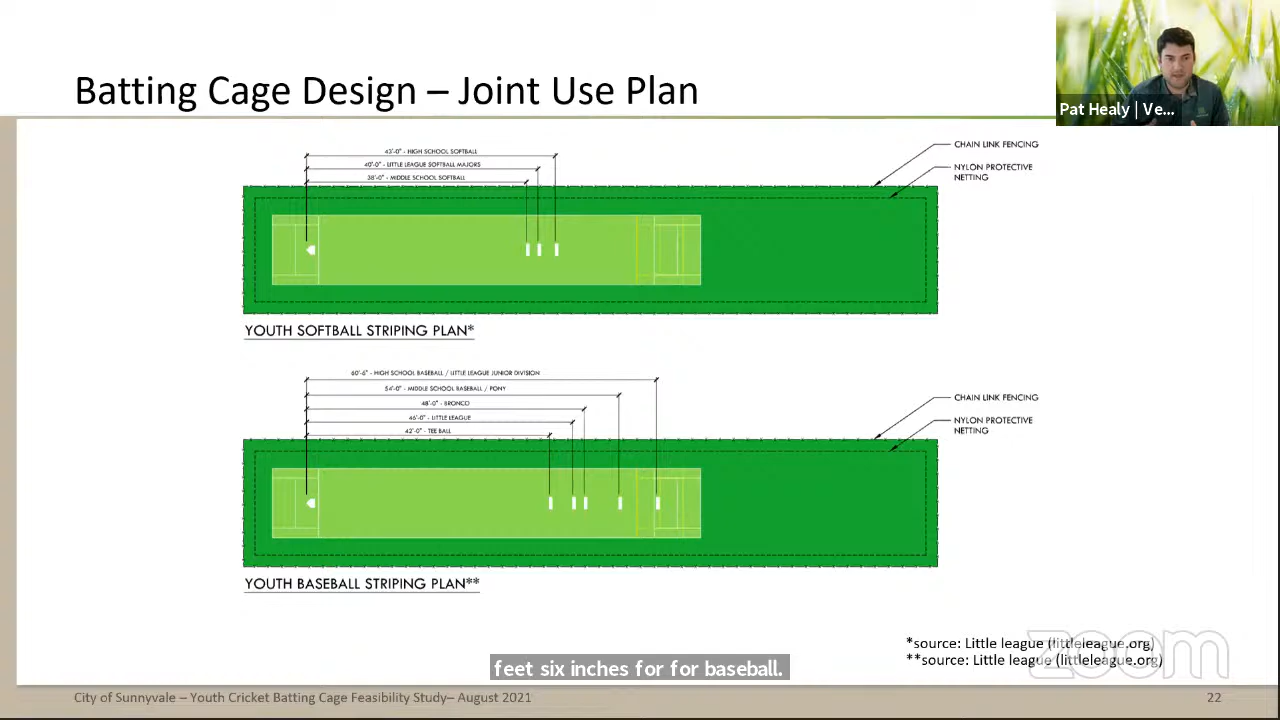 Batting Cage Design – Joint Use Plan
Pat Healy | Ve...
43'-0" - HIGH SCHOOL SOFTBALL
40'-0" - LITTLE LEAGUE SOFTBALL MAJORS
38'-0" - MIDDLE SCHOOL SOFTBALL
CHAIN LINK FENCING
NYLON PROTECTIVE
NETTING
YOUTH SOFTBALL STRIPING PLAN*
60'-6" - HIGH SCHOOL BASEBALL / LITTLE LEAGUE JUNIOR DIVISION
54'-0" - MIDDLE SCHOOL BASEBALL / PONY
48'-0" - BRONCO
46'-0" - LITTLE LEAGUE
42'-0" - TEE BALL
CHAIN LINK FENCING
NYLON PROTECTIVE
NETTING
YOUTH BASEBALL STRIPING PLAN**
*source: Little league (littleleague.org)
**source: Little league (littleleague.org)
zoom
feet six inches for for baseball.
City of Sunnyvale – Youth Cricket Batting Cage Feasibility Study– August 2021
22